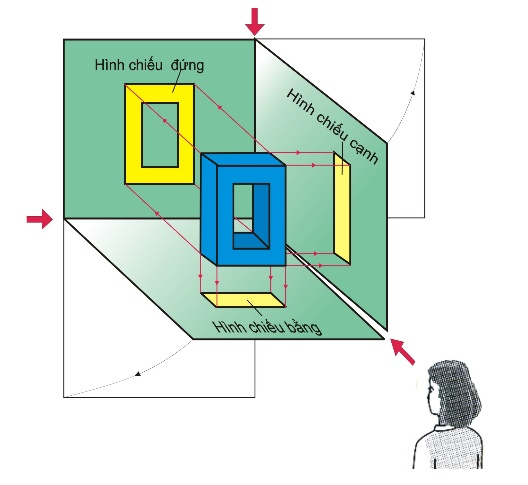 Hình chiếu đứng
Hình chiếu cạnh
Hình chiếu bằng